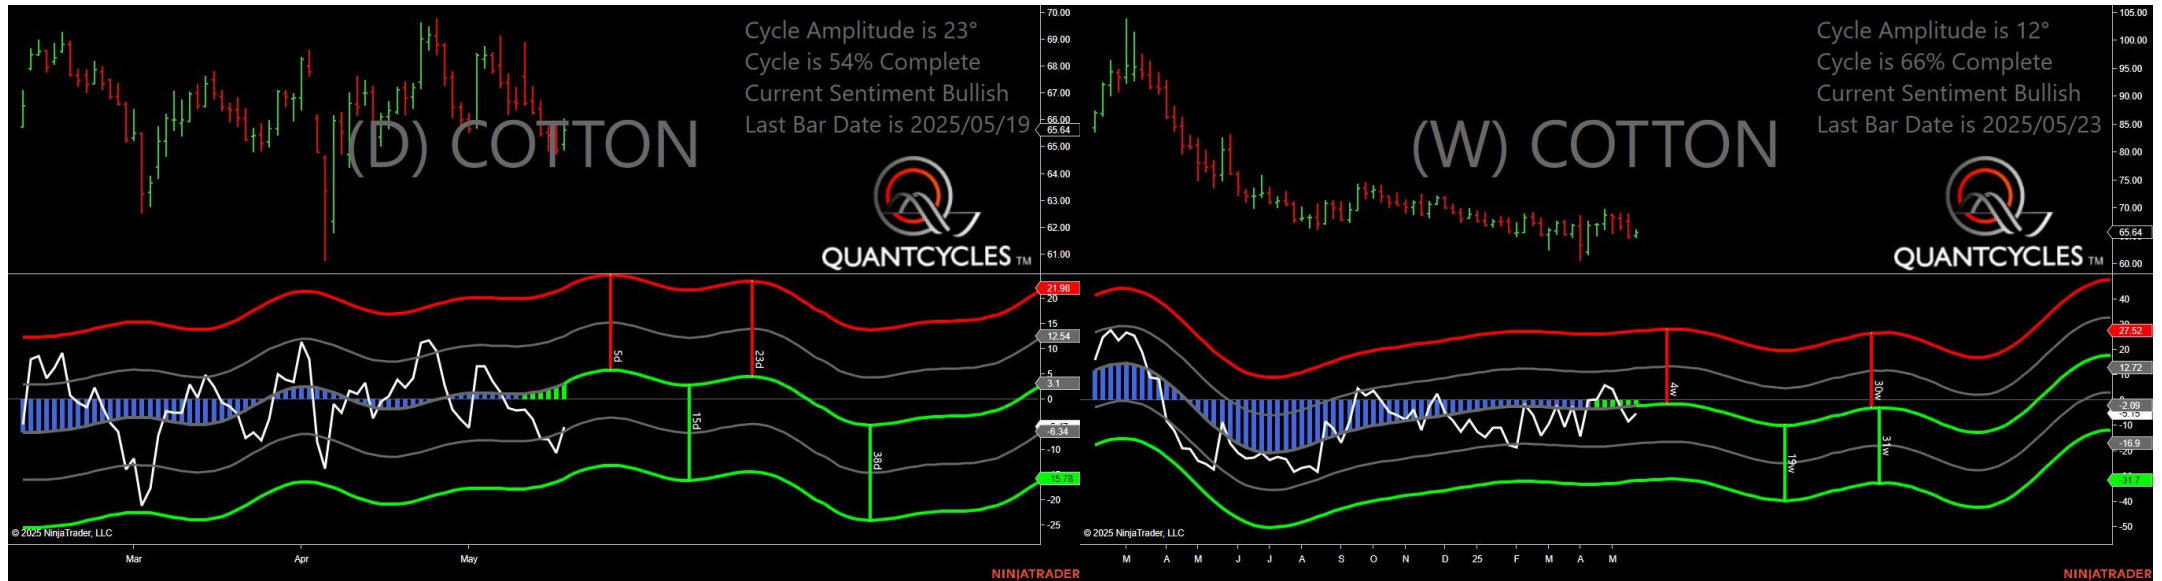 Cycle Amplitude is 23°
Cycle is 54% Complete
Current Sentiment Bullish
Last Bar Date is 2025/05/19
(D) COTTON
QUANTCYCLES TM
70.00
69.00
68.00
67.00
66.00
65.64
65.00
64.00
63.00
62.00
61.00
21.98
20
15
12.54
10
5
3.1
0
-6.34
-10
-15.78
-20
-25
5d
15d
23d
38d
© 2025 NinjaTrader, LLC
Mar Apr May
NINJATRADER
Cycle Amplitude is 12°
Cycle is 66% Complete
Current Sentiment Bullish
Last Bar Date is 2025/05/23
(W) COTTON
QUANTCYCLES TM
105.00
100.00
95.00
90.00
85.00
80.00
75.00
70.00
65.64
60.00
40
27.52
20
12.72
0
-2.09
-10
-16.9
-31.7
-40
-50
4w
19w
30w
31w
© 2025 NinjaTrader, LLC
M A M J J A S O N D 25 F M A M
NINJATRADER